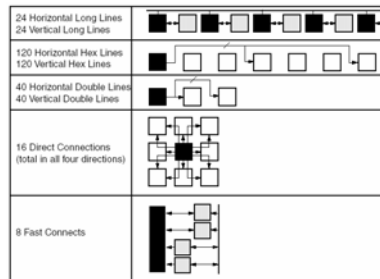 24 Horizontal Long Lines
24 Vertical Long Lines
120 Horizontal Hex Lines
120 Vertical Hex Lines
40 Horizontal Double Lines
40 Vertical Double Lines
16 Direct Connections
(total in all four directions)
8 Fast Connects